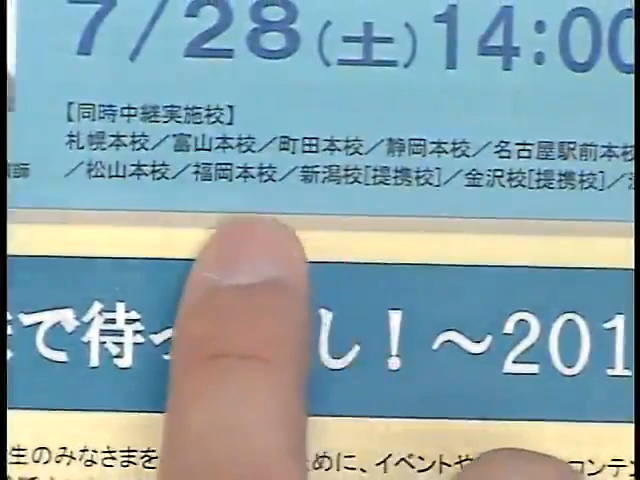 7/28(土)14:00
【同時中継実施校】
札幌本校／富山本校／町田本校／静岡本校／名古屋駅前本校
師 ／松山本校／福岡本校／新潟校[提携校]／金沢校[提携校]／
で待 し！～201
生のみなさまを めに、イベントや コンテ